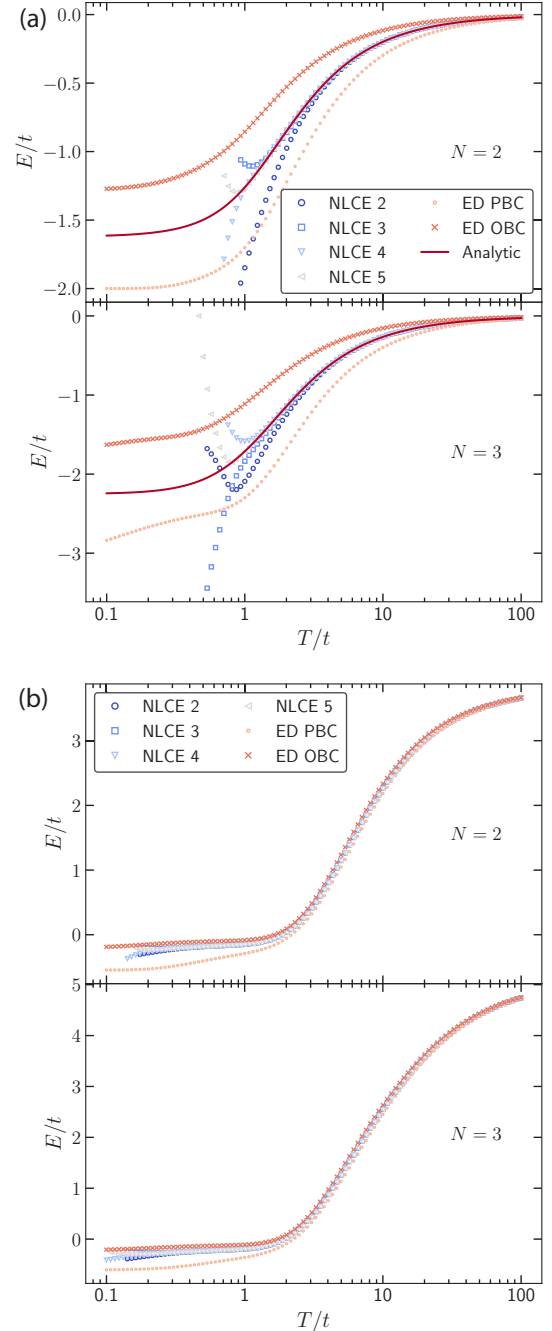 (a)
0.0
−0.5
−1.0
−1.5
−2.0
E/t
N = 2
NLCE 2
NLCE 3
NLCE 4
NLCE 5
ED PBC
ED OBC
Analytic
0
−1
−2
−3
E/t
N = 3
0.1 1 10 100
T/t
(b)
NLCE 2
NLCE 3
NLCE 4
NLCE 5
ED PBC
ED OBC
3
2
1
0
E/t
N = 2
5
4
3
2
1
0
E/t
N = 3
0.1 1 10 100
T/t